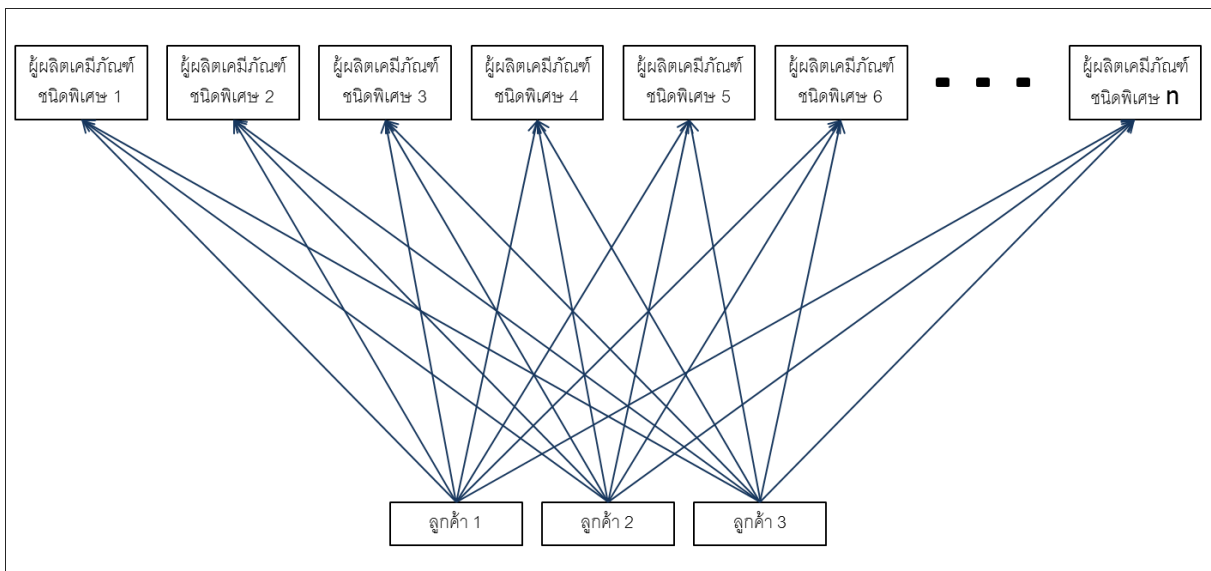 ผู้ผลิตเคมีภัณฑ์
ชนิดพิเศษ 1
ผู้ผลิตเคมีภัณฑ์
ชนิดพิเศษ 2
ผู้ผลิตเคมีภัณฑ์
ชนิดพิเศษ 3
ผู้ผลิตเคมีภัณฑ์
ชนิดพิเศษ 4
ผู้ผลิตเคมีภัณฑ์
ชนิดพิเศษ 5
ผู้ผลิตเคมีภัณฑ์
ชนิดพิเศษ 6
ผู้ผลิตเคมีภัณฑ์
ชนิดพิเศษ n
ลูกค้า 1
ลูกค้า 2
ลูกค้า 3